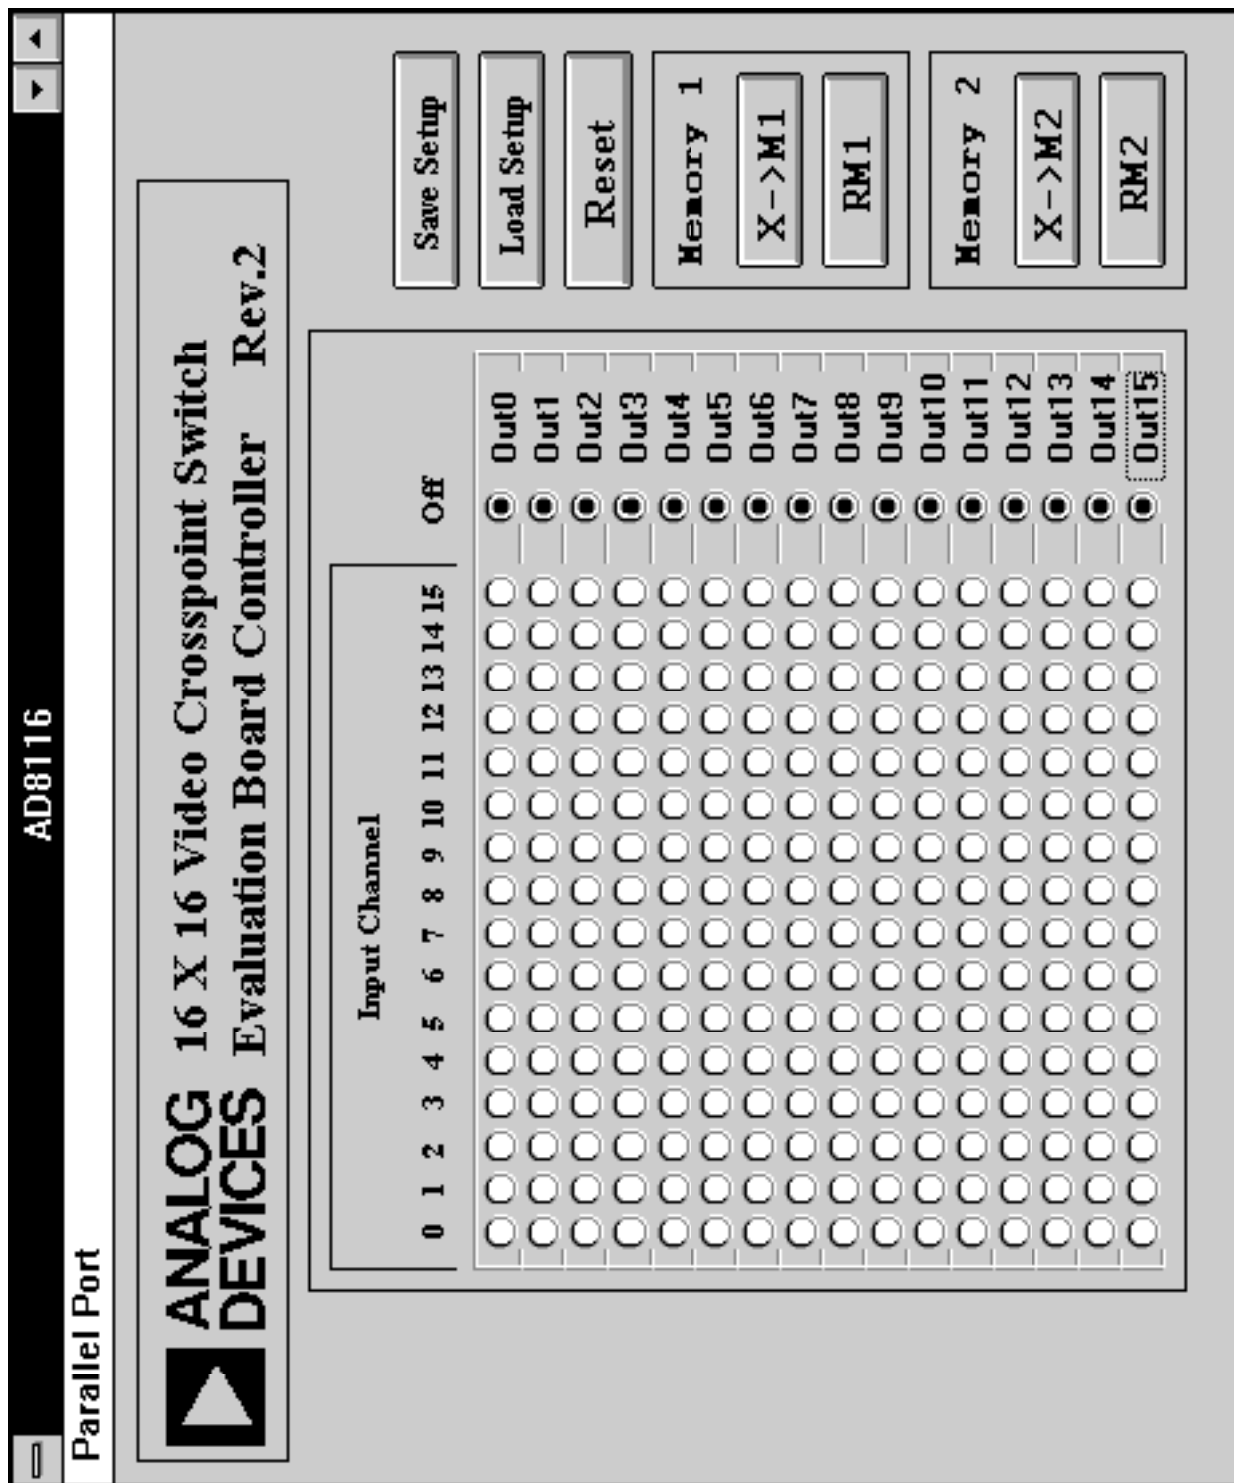 AD8116
Parallel Port
ANALOG
DEVICES
16 X 16 Video Crosspoint Switch
Evaluation Board Controller Rev.2
Input Channel
0 1 2 3 4 5 6 7 8 9 10 11 12 13 14 15 Off
Out0
Out1
Out2
Out3
Out4
Out5
Out6
Out7
Out8
Out9
Out10
Out11
Out12
Out13
Out14
Out15
Save Setup
Load Setup
Reset
Memory 1
X->M1
RM1
Memory 2
X->M2
RM2